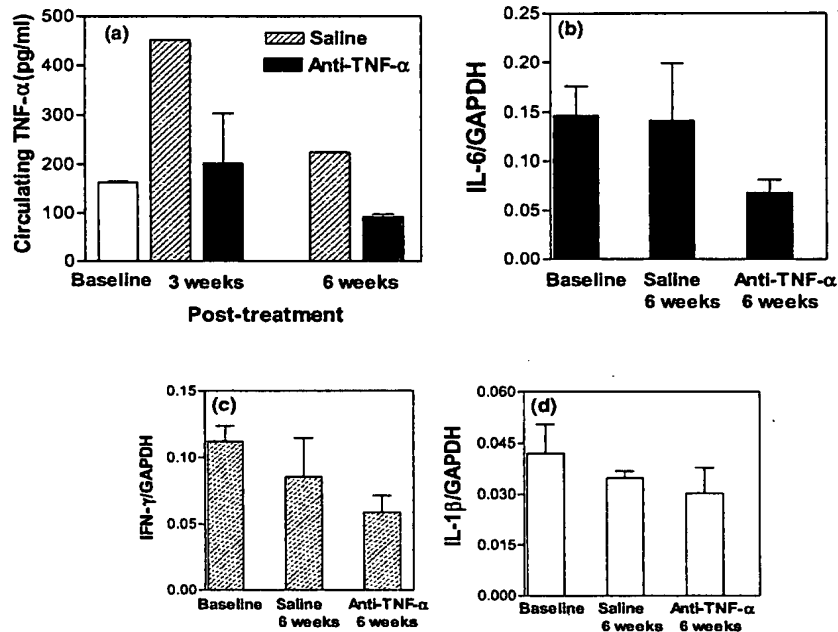 (a)
Saline
Anti-TNF-α
Circulating TNF-α(pg/ml)
500
400
300
200
100
0
Baseline 3 weeks 6 weeks
Post-treatment
(b)
IL-6/GAPDH
0.25
0.20
0.15
0.10
0.05
0.00
Baseline Saline Anti-TNF-α
6 weeks 6 weeks
(c)
IFN-γ/GAPDH
0.15
0.10
0.05
0.00
Baseline Saline Anti-TNF-α
6 weeks 6 weeks
(d)
IL-1β/GAPDH
0.060
0.045
0.030
0.015
0.000
Baseline Saline Anti-TNF-α
6 weeks 6 weeks